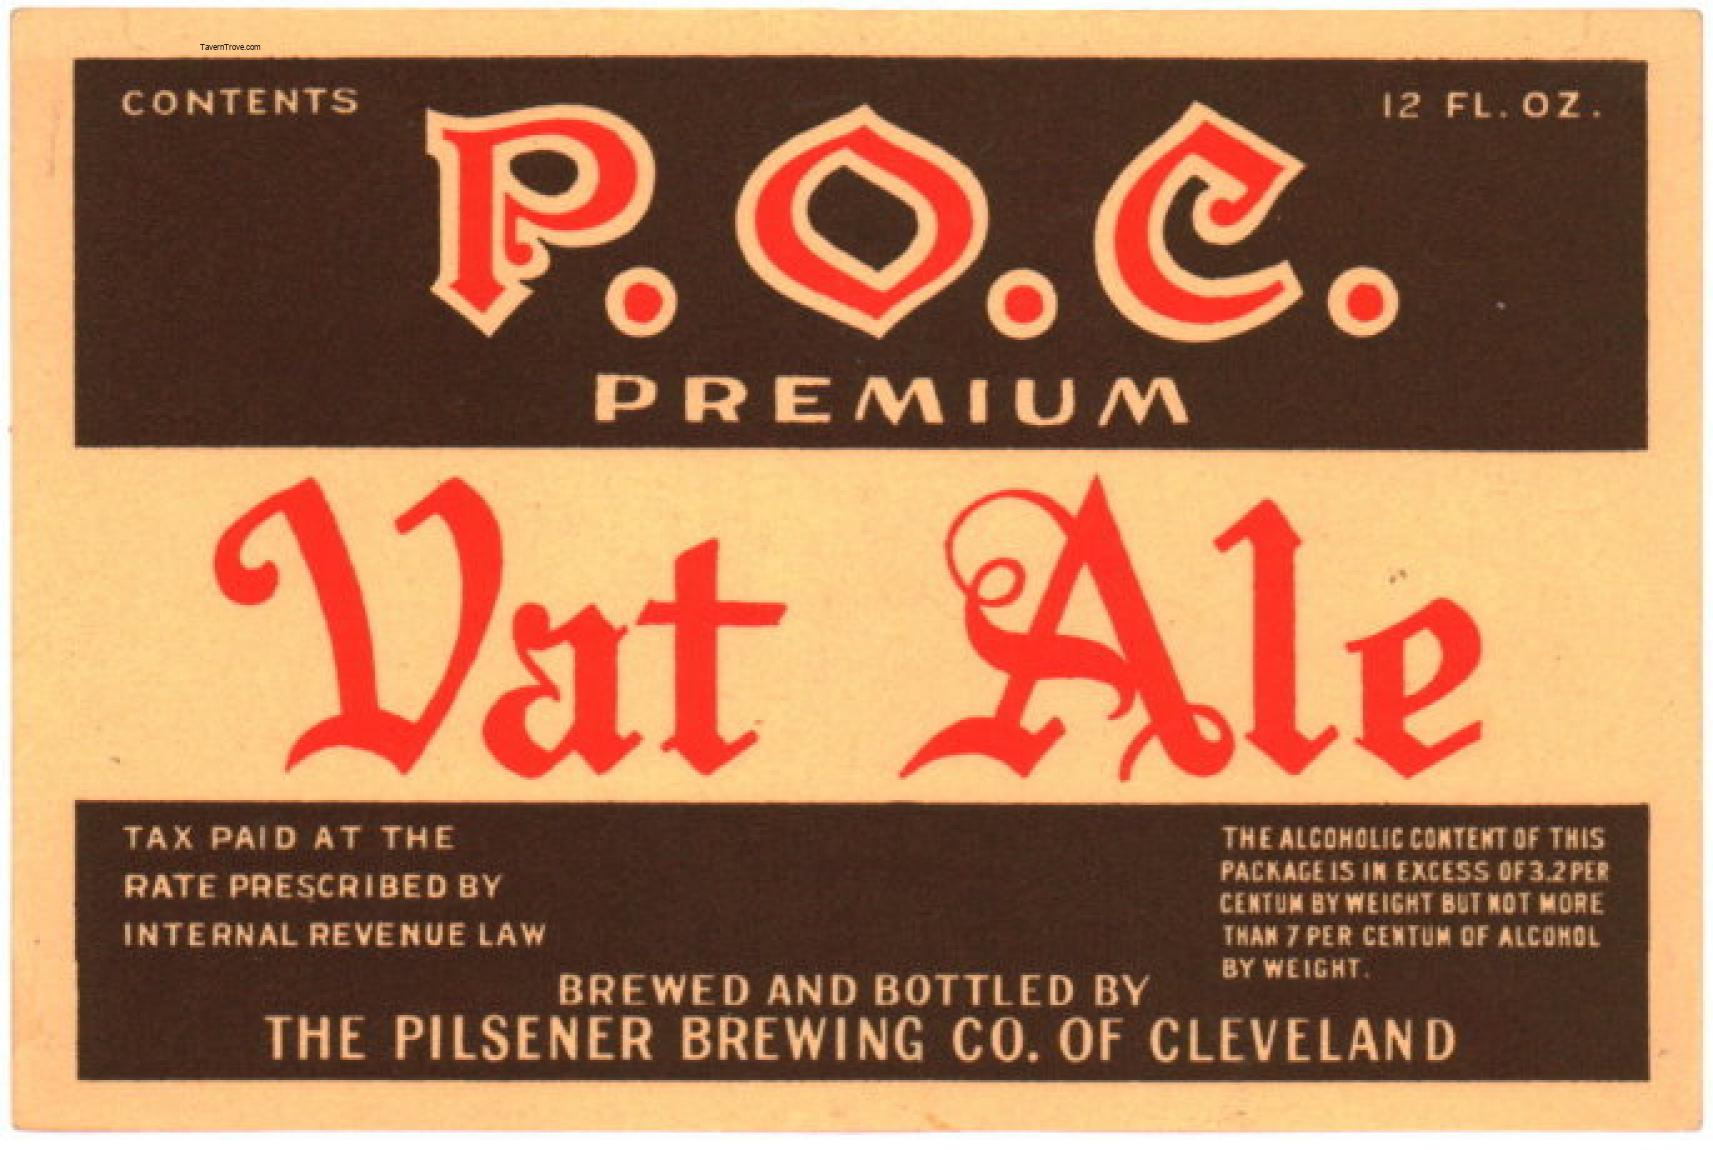 TavernTrove.com
CONTENTS
12 FL. OZ.
P.O.C.
PREMIUM
Vat Ale
TAX PAID AT THE
RATE PRESCRIBED BY
INTERNAL REVENUE LAW
THE ALCOHOLIC CONTENT OF THIS
PACKAGE IS IN EXCESS OF 3.2 PER
CENTUM BY WEIGHT BUT NOT MORE
THAN 7 PER CENTUM OF ALCOHOL
BY WEIGHT.
BREWED AND BOTTLED BY
THE PILSENER BREWING CO. OF CLEVELAND